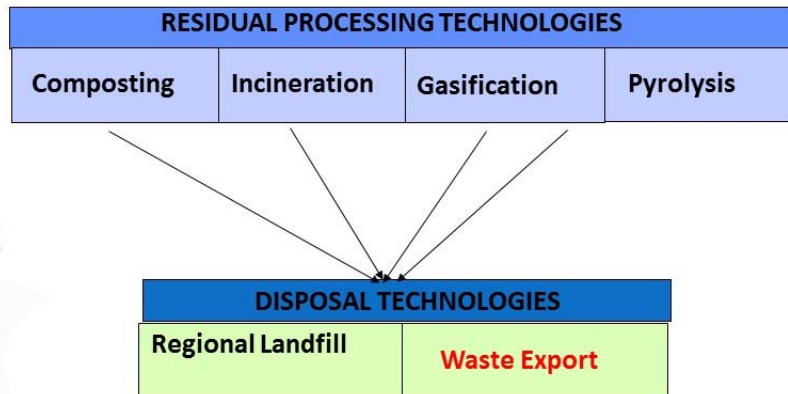 RESIDUAL PROCESSING TECHNOLOGIES
Composting
Incineration
Gasification
Pyrolysis
DISPOSAL TECHNOLOGIES
Regional Landfill
Waste Export